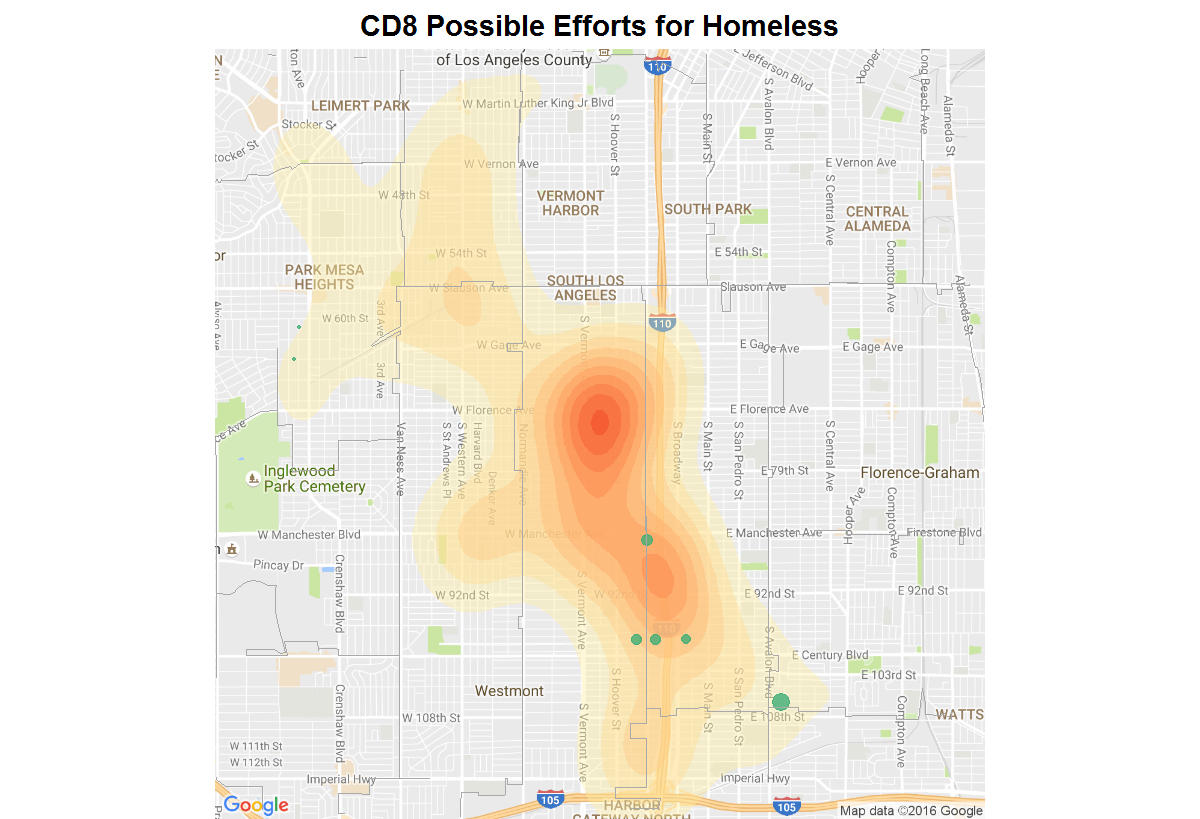 CD8 Possible Efforts for Homeless
of Los Angeles County
110
S Jefferson Blvd
Hooper
Long Beach Ave
Alameda St
LEIMERT PARK
W Martin Luther King Jr Blvd
Stocker St
Stocker St
S Hoover St
S Main St
S Avalon Blvd
W Vernon Ave
E Vernon Ave
W 48th St
VERMONT
HARBOR
SOUTH PARK
S Central Ave
CENTRAL
ALAMEDA
W 54th St
E 54th St
Compton Ave
PARK MESA
HEIGHTS
SOUTH LOS
ANGELES
W Slauson Ave
Slauson Ave
Alameda St
3rd Ave
W 60th St
110
W Gage Ave
E Gage Ave
E Gage Ave
3rd Ave
W Florence Ave
E Florence Ave
Van Ness Ave
S St Andrews Pl
S Western Ave
Harvard Blvd
Denker Ave
Normandie Ave
S Broadway
S Main St
S San Pedro St
S Central Ave
Inglewood
Park Cemetery
E 79th St
Florence-Graham
Hooper Ave
Compton Ave
W Manchester Blvd
W Manchester Ave
E Manchester Ave
Firestone Blvd
Pincay Dr
Crenshaw Blvd
W 92nd St
W 92nd St
E 92nd St
E 92nd St
S Vermont Ave
110
S Avalon Blvd
E Century Blvd
E 103rd St
Westmont
S Hoover St
S Main St
S San Pedro St
Crenshaw Blvd
W 108th St
S Vermont Ave
E 108th St
Compton Ave
WATTS
W 111th St
W 112th St
Imperial Hwy
Imperial Hwy
Google
105
HARBOR
GATEWAY NORTH
105
Map data ©2016 Google